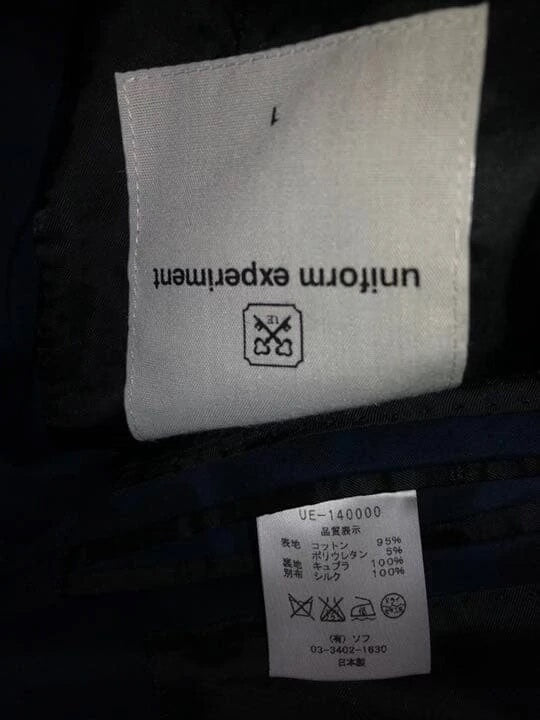 1
uniform experiment
UE
UE-140000
品質表示
表地 コットン 95%
ポリウレタン 5%
裏地 キュプラ 100%
別布 シルク 100%
(有) ソフ
03-3402-1630
日本製